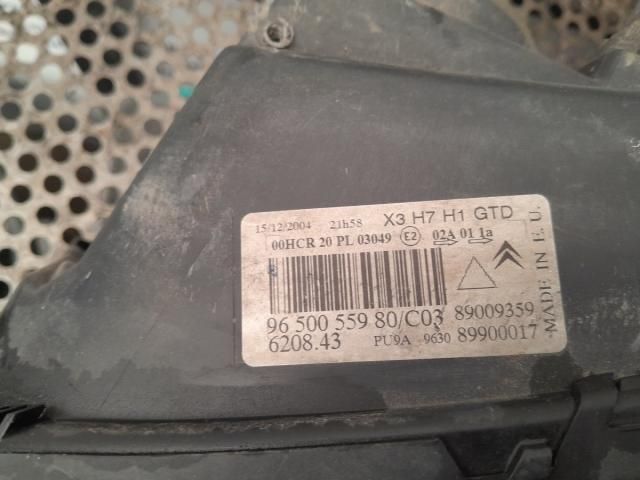 15/12/2004 21h58 X3 H7 H1 GTD
00HCR 20 PL 03049 E2 02A 01 1a
96 500 559 80/C03 89009359
6208.43 PU9A 9630 89900017
MADE IN E.U.